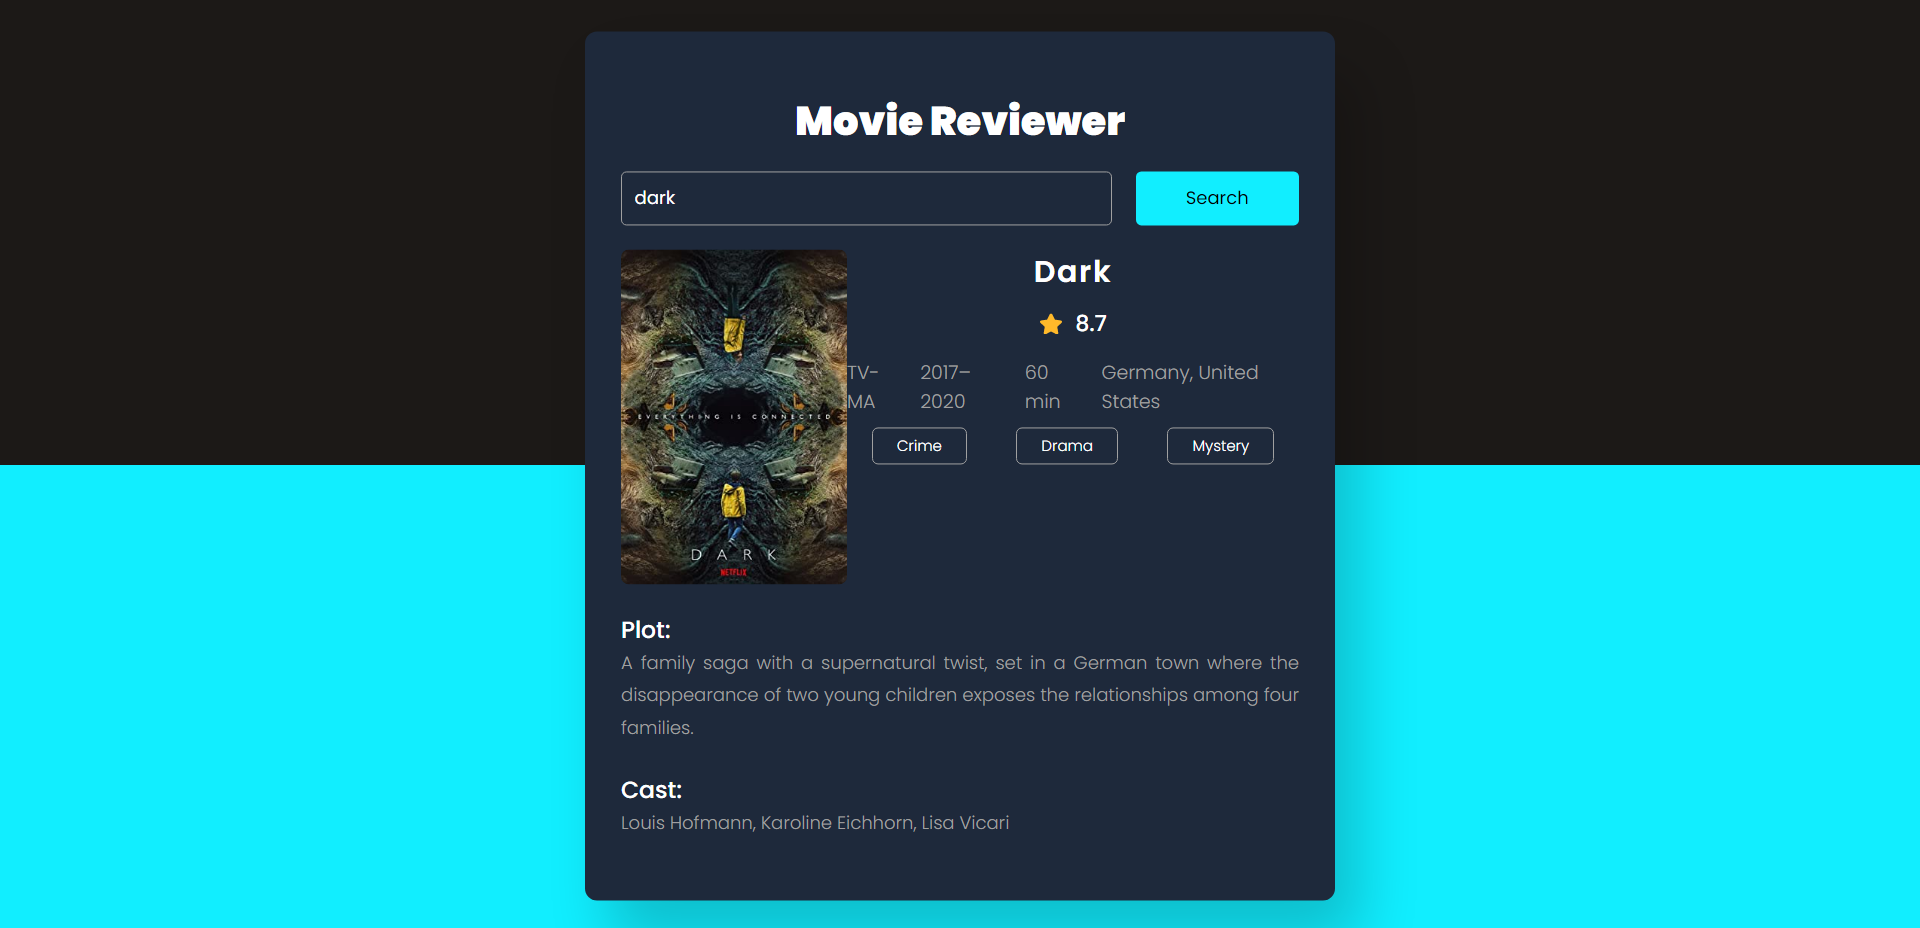 Movie Reviewer
dark
Search
EVERYTHING IS CONNECTED
DARK
NETFLIX
Dark
8.7
TV-
MA
2017–
2020
60
min
Germany, United
States
Crime
Drama
Mystery
Plot:
A family saga with a supernatural twist, set in a German town where the
disappearance of two young children exposes the relationships among four
families.
Cast:
Louis Hofmann, Karoline Eichhorn, Lisa Vicari